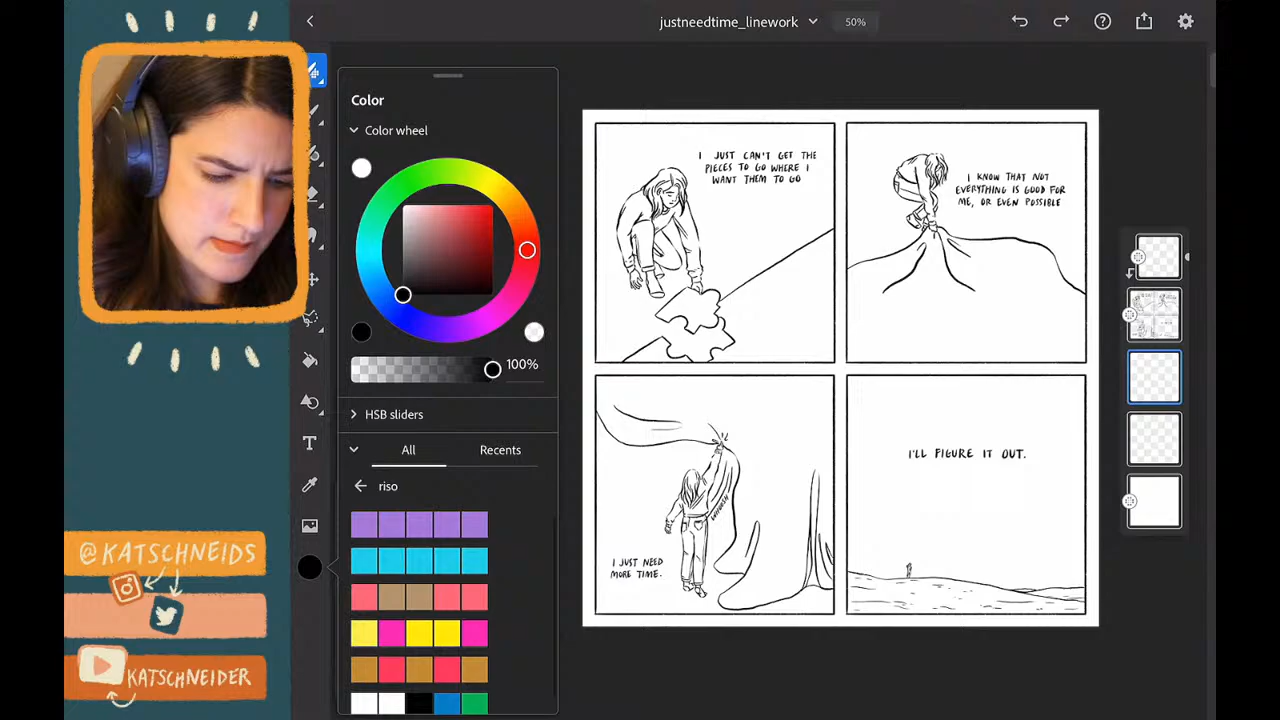 justneedtime_linework
50%
Color
Color wheel
100%
HSB sliders
All
Recents
riso
I JUST CAN'T GET THE
PIECES TO GO WHERE I
WANT THEM TO GO
I KNOW THAT NOT
EVERYTHING IS GOOD FOR
ME, OR EVEN POSSIBLE
I JUST NEED
MORE TIME.
I'LL FIGURE IT OUT.
@KATSCHNEIDS
KATSCHNEIDER